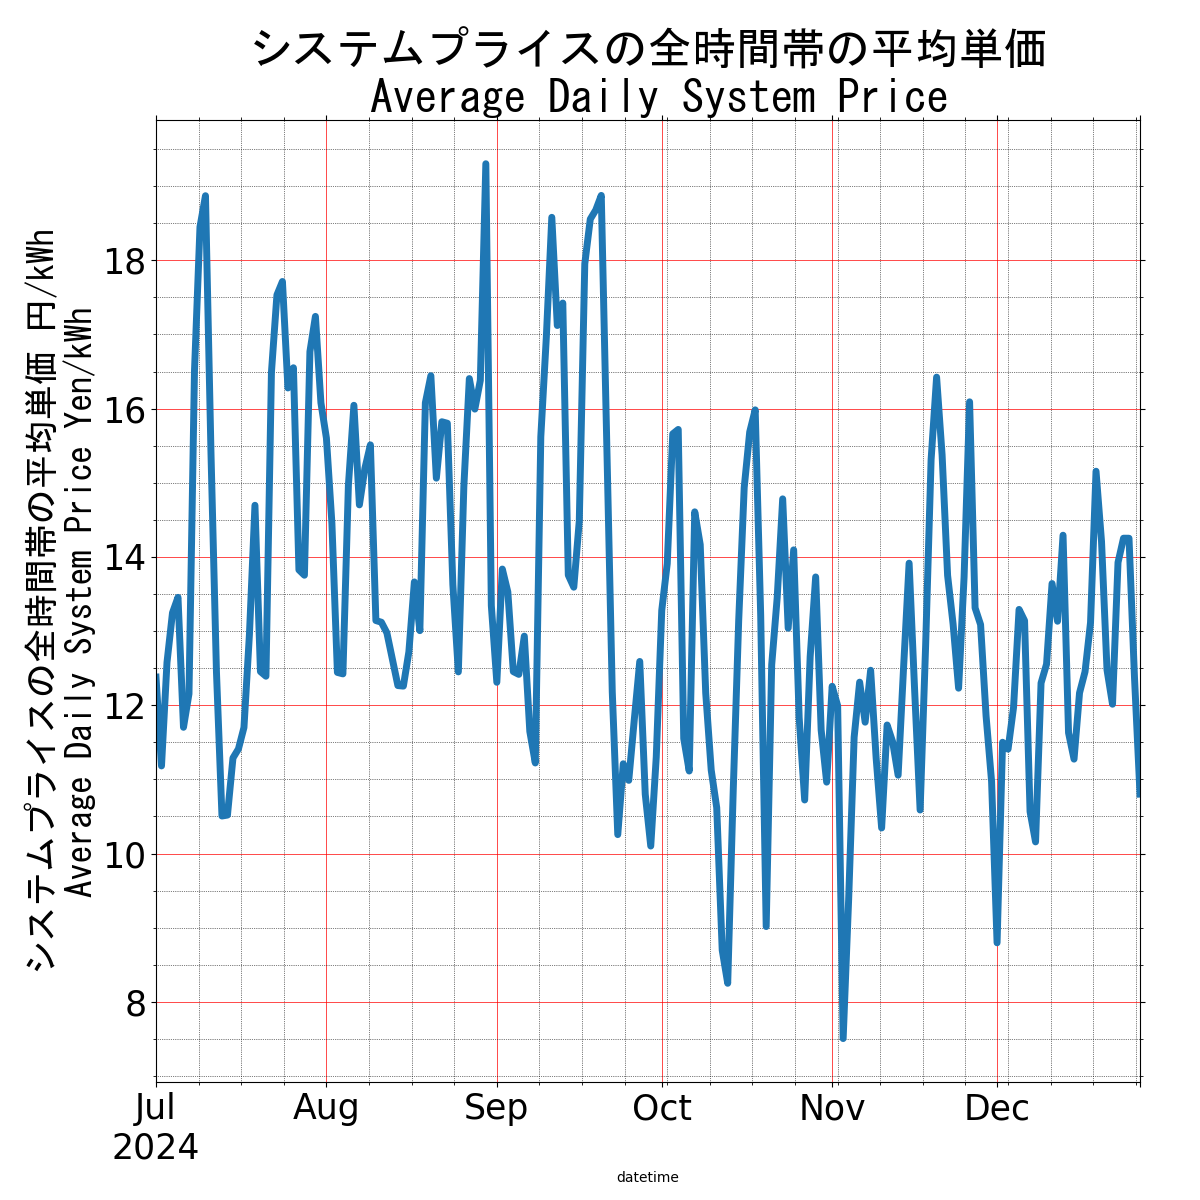 システムプライスの全時間帯の平均単価
Average Daily System Price
システムプライスの全時間帯の平均単価 円/kWh
Average Daily System Price Yen/kWh
18
16
14
12
10
8
Jul
2024
Aug
Sep
Oct
Nov
Dec
datetime